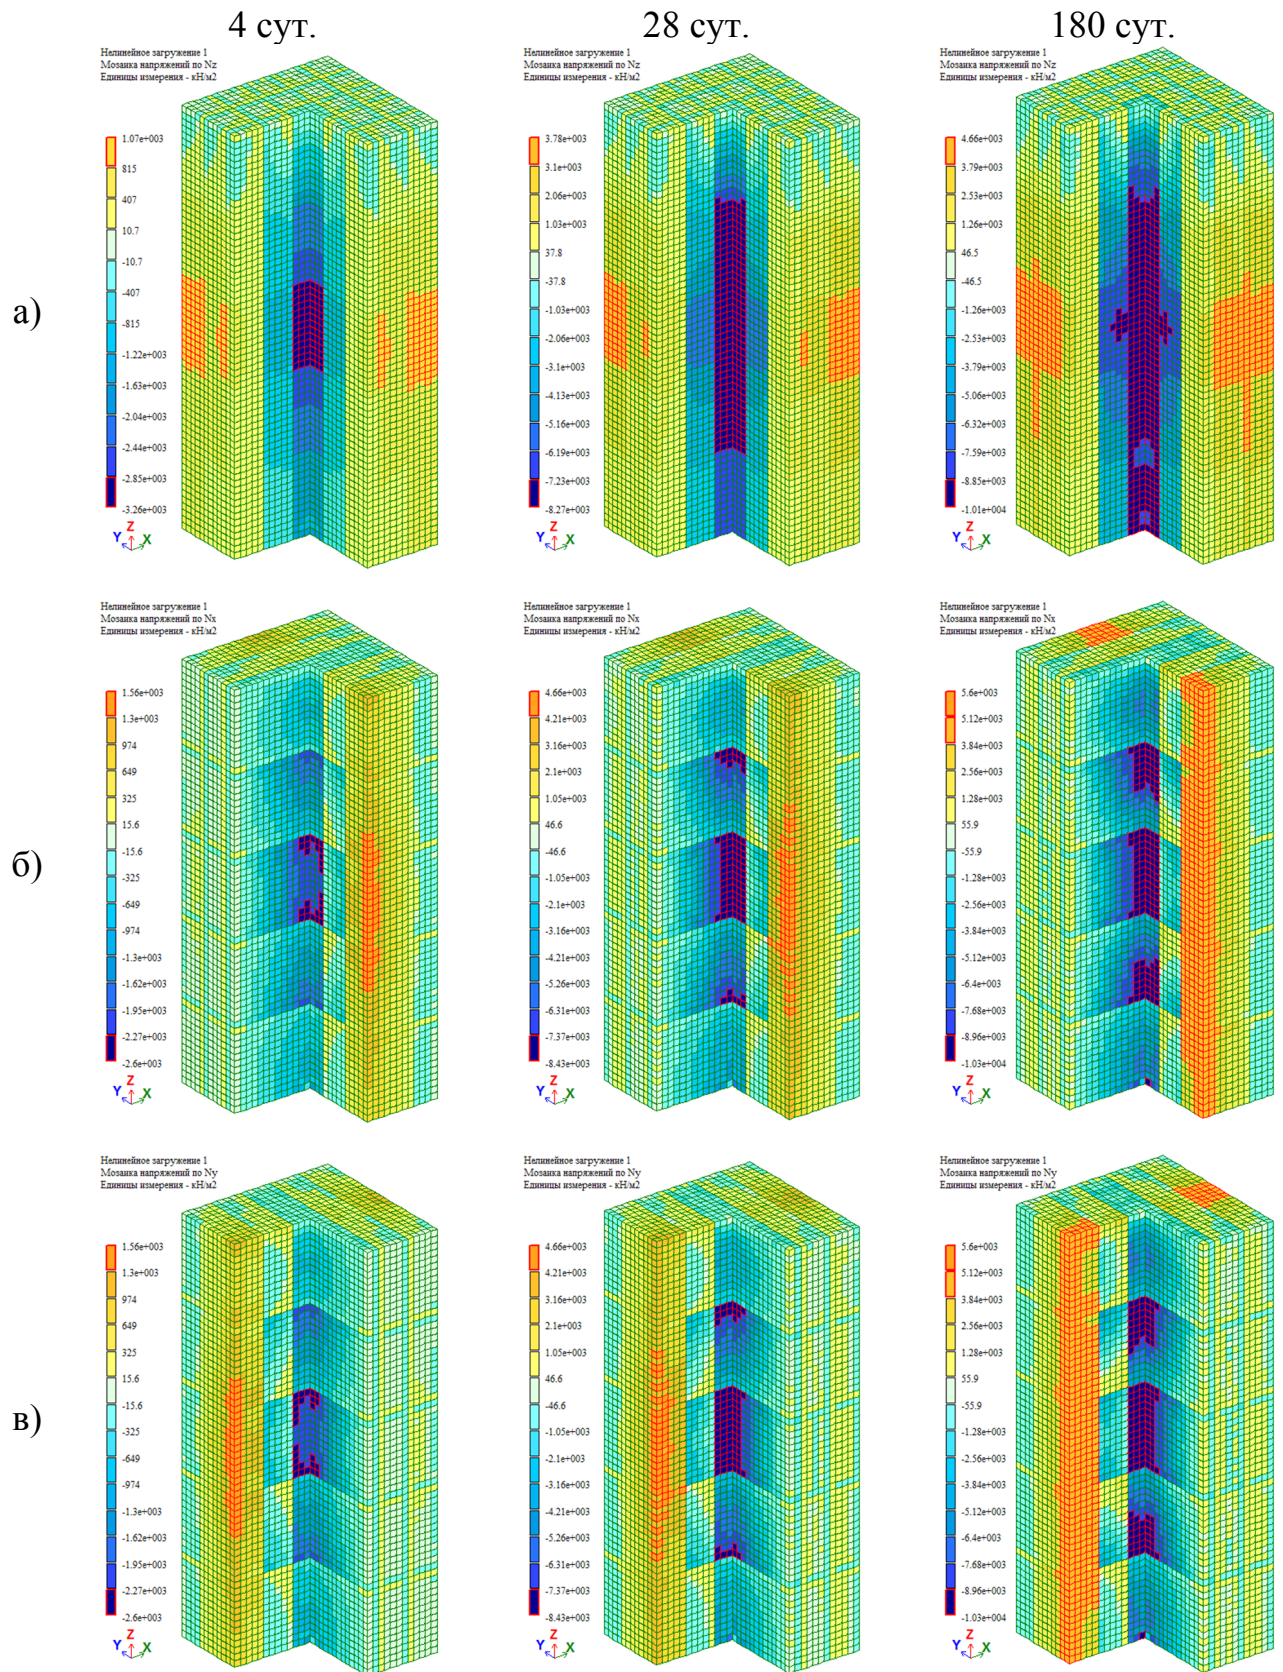 4 сут.
28 сут.
180 сут.
а)
Нелинейное загружение 1
Мозаика напряжений по Nz
Единицы измерения - кН/м2
1.07e+003
815
407
10.7
-10.7
-407
-815
-1.22e+003
-1.63e+003
-2.04e+003
-2.44e+003
-2.85e+003
-3.26e+003
Z
Y
X
Нелинейное загружение 1
Мозаика напряжений по Nz
Единицы измерения - кН/м2
3.78e+003
3.1e+003
2.06e+003
1.03e+003
37.8
-37.8
-1.03e+003
-2.06e+003
-3.1e+003
-4.13e+003
-5.16e+003
-6.19e+003
-7.23e+003
-8.27e+003
Z
Y
X
Нелинейное загружение 1
Мозаика напряжений по Nz
Единицы измерения - кН/м2
4.66e+003
3.79e+003
2.53e+003
1.26e+003
46.5
-46.5
-1.26e+003
-2.53e+003
-3.79e+003
-5.06e+003
-6.32e+003
-7.59e+003
-8.85e+003
-1.01e+004
Z
Y
X
б)
Нелинейное загружение 1
Мозаика напряжений по Nx
Единицы измерения - кН/м2
1.56e+003
1.3e+003
974
649
325
15.6
-15.6
-325
-649
-974
-1.3e+003
-1.62e+003
-1.95e+003
-2.27e+003
-2.6e+003
Z
Y
X
Нелинейное загружение 1
Мозаика напряжений по Nx
Единицы измерения - кН/м2
4.66e+003
4.21e+003
3.16e+003
2.1e+003
1.05e+003
46.6
-46.6
-1.05e+003
-2.1e+003
-3.16e+003
-4.21e+003
-5.26e+003
-6.31e+003
-7.37e+003
-8.43e+003
Z
Y
X
Нелинейное загружение 1
Мозаика напряжений по Nx
Единицы измерения - кН/м2
5.6e+003
5.12e+003
3.84e+003
2.56e+003
1.28e+003
55.9
-55.9
-1.28e+003
-2.56e+003
-3.84e+003
-5.12e+003
-6.4e+003
-7.68e+003
-8.96e+003
-1.03e+004
Z
Y
X
в)
Нелинейное загружение 1
Мозаика напряжений по Ny
Единицы измерения - кН/м2
1.56e+003
1.3e+003
974
649
325
15.6
-15.6
-325
-649
-974
-1.3e+003
-1.62e+003
-1.95e+003
-2.27e+003
-2.6e+003
Z
Y
X
Нелинейное загружение 1
Мозаика напряжений по Ny
Единицы измерения - кН/м2
4.66e+003
4.21e+003
3.16e+003
2.1e+003
1.05e+003
46.6
-46.6
-1.05e+003
-2.1e+003
-3.16e+003
-4.21e+003
-5.26e+003
-6.31e+003
-7.37e+003
-8.43e+003
Z
Y
X
Нелинейное загружение 1
Мозаика напряжений по Ny
Единицы измерения - кН/м2
5.6e+003
5.12e+003
3.84e+003
2.56e+003
1.28e+003
55.9
-55.9
-1.28e+003
-2.56e+003
-3.84e+003
-5.12e+003
-6.4e+003
-7.68e+003
-8.96e+003
-1.03e+004
Z
Y
X